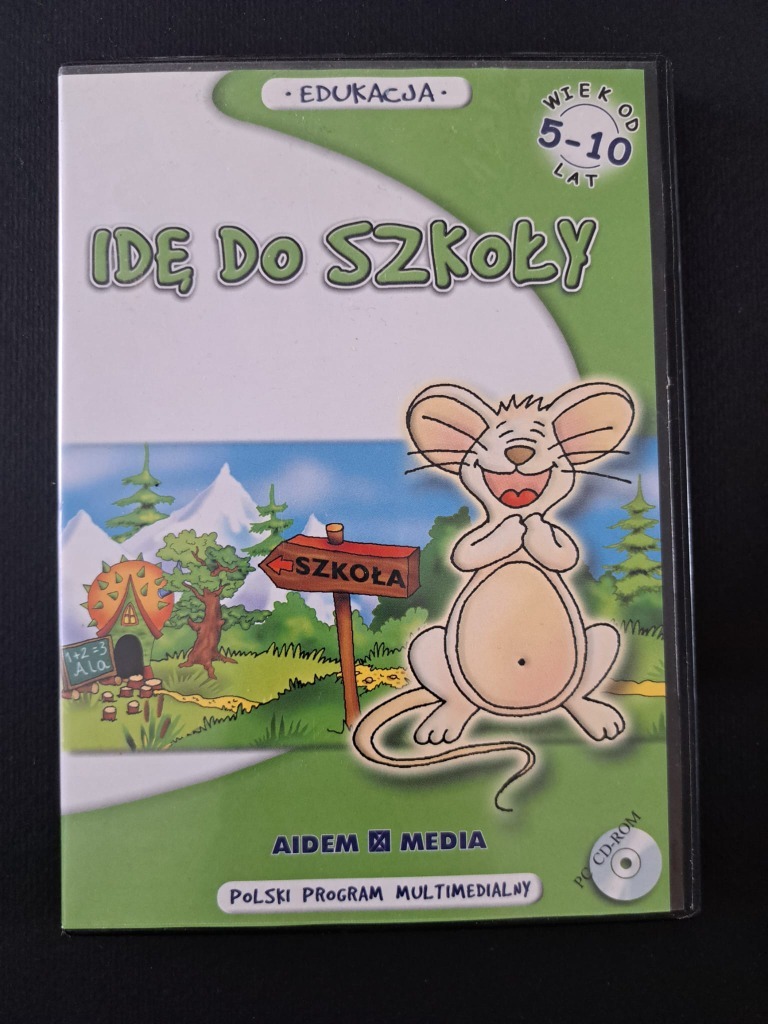 · EDUKACJA ·
WIEK OD
5-10
LAT
IDĘ DO SZKOŁY
SZKOŁA
1+2=3
Ala
AIDEM MEDIA
POLSKI PROGRAM MULTIMEDIALNY
PC CD-ROM